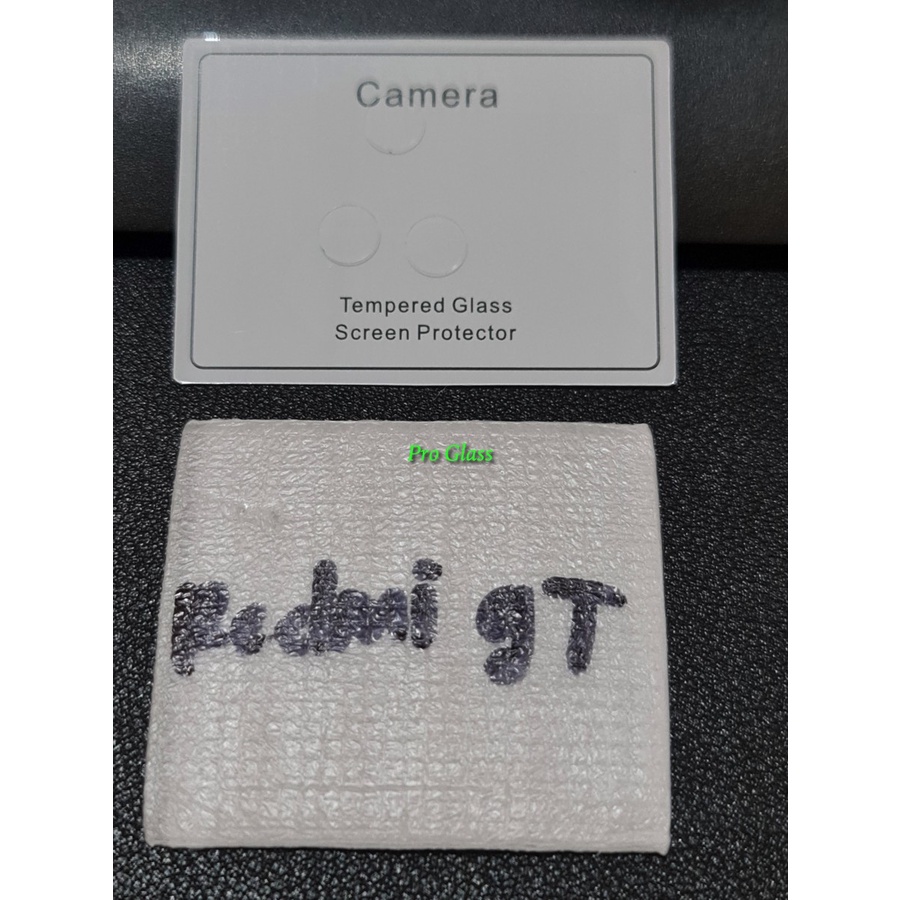 Camera
Tempered Glass
Screen Protector
Pro Glass
Redmi 9T